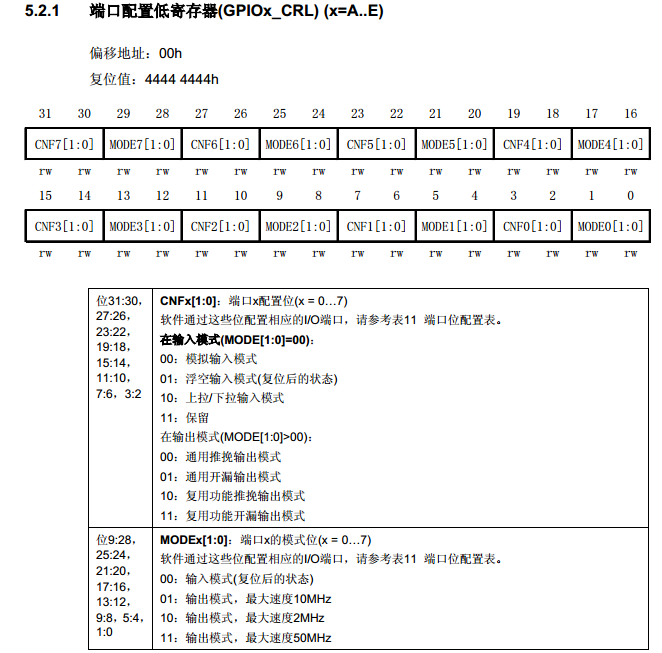 5.2.1 端口配置低寄存器(GPIOx_CRL) (x=A..E)
偏移地址：00h
复位值：4444 4444h
31 30 29 28 27 26 25 24 23 22 21 20 19 18 17 16
CNF7[1:0] MODE7[1:0] CNF6[1:0] MODE6[1:0] CNF5[1:0] MODE5[1:0] CNF4[1:0] MODE4[1:0]
rw rw rw rw rw rw rw rw rw rw rw rw rw rw rw rw
15 14 13 12 11 10 9 8 7 6 5 4 3 2 1 0
CNF3[1:0] MODE3[1:0] CNF2[1:0] MODE2[1:0] CNF1[1:0] MODE1[1:0] CNF0[1:0] MODE0[1:0]
rw rw rw rw rw rw rw rw rw rw rw rw rw rw rw rw
位31:30，
27:26，
23:22，
19:18，
15:14，
11:10，
7:6，3:2
CNFx[1:0]：端口x配置位(x = 0…7)
软件通过这些位配置相应的I/O端口，请参考表11 端口位配置表。
在输入模式(MODE[1:0]=00)：
00：模拟输入模式
01：浮空输入模式(复位后的状态)
10：上拉/下拉输入模式
11：保留
在输出模式(MODE[1:0]>00)：
00：通用推挽输出模式
01：通用开漏输出模式
10：复用功能推挽输出模式
11：复用功能开漏输出模式
位9:28，
25:24，
21:20，
17:16，
13:12，
9:8，5:4，
1:0
MODEx[1:0]：端口x的模式位(x = 0…7)
软件通过这些位配置相应的I/O端口，请参考表11 端口位配置表。
00：输入模式(复位后的状态)
01：输出模式，最大速度10MHz
10：输出模式，最大速度2MHz
11：输出模式，最大速度50MHz